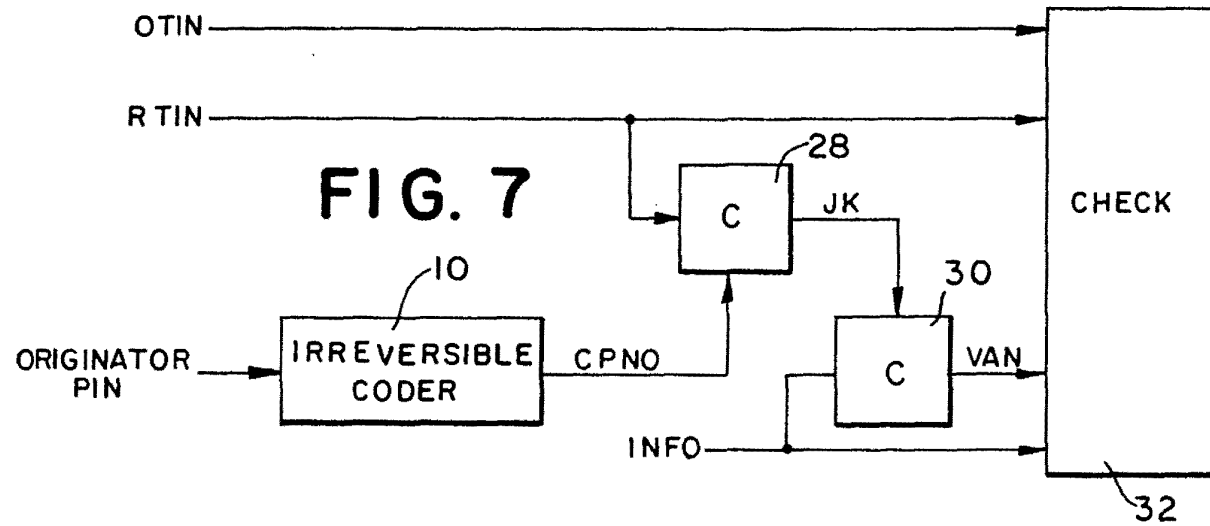 OTIN
RTIN
28
FIG. 7
C
JK
CHECK
10
30
ORIGINATOR
PIN
IRREVERSIBLE
CODER
CPNO
C
VAN
INFO
32